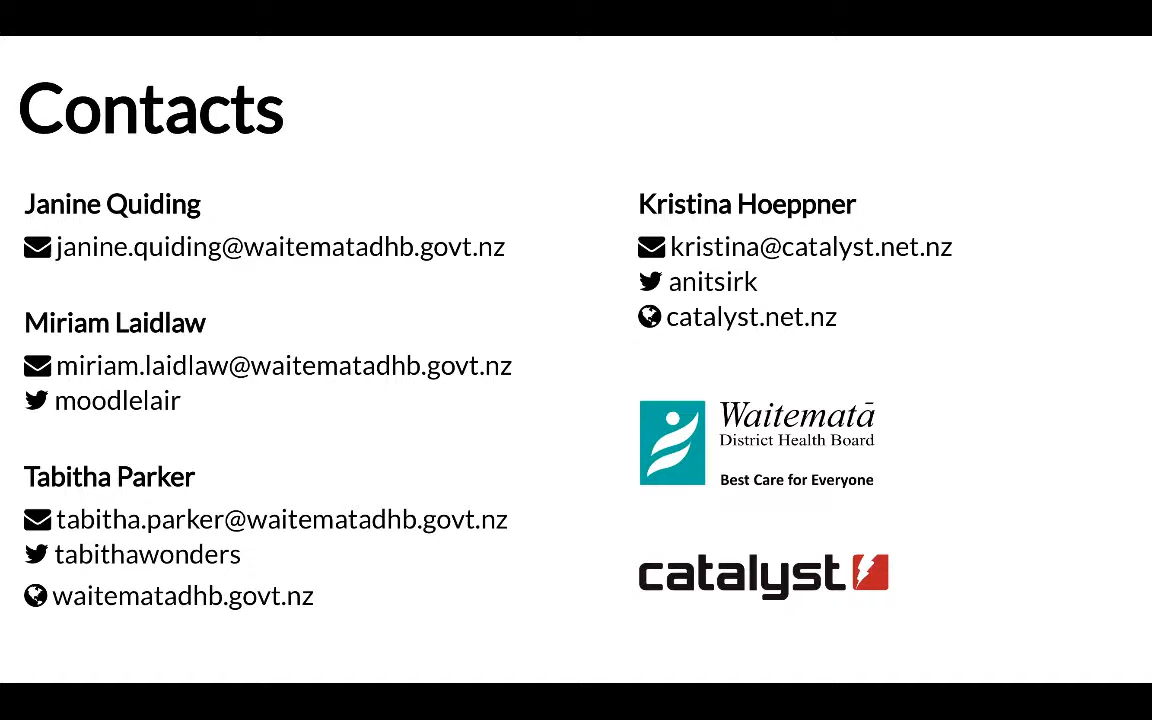 Contacts
Janine Quiding
janine.quiding@waitematadhb.govt.nz
Miriam Laidlaw
miriam.laidlaw@waitematadhb.govt.nz
moodlelair
Tabitha Parker
tabitha.parker@waitematadhb.govt.nz
tabithawonders
waitematadhb.govt.nz
Kristina Hoeppner
kristina@catalyst.net.nz
anitsirk
catalyst.net.nz
Waitematā
District Health Board
Best Care for Everyone
catalyst